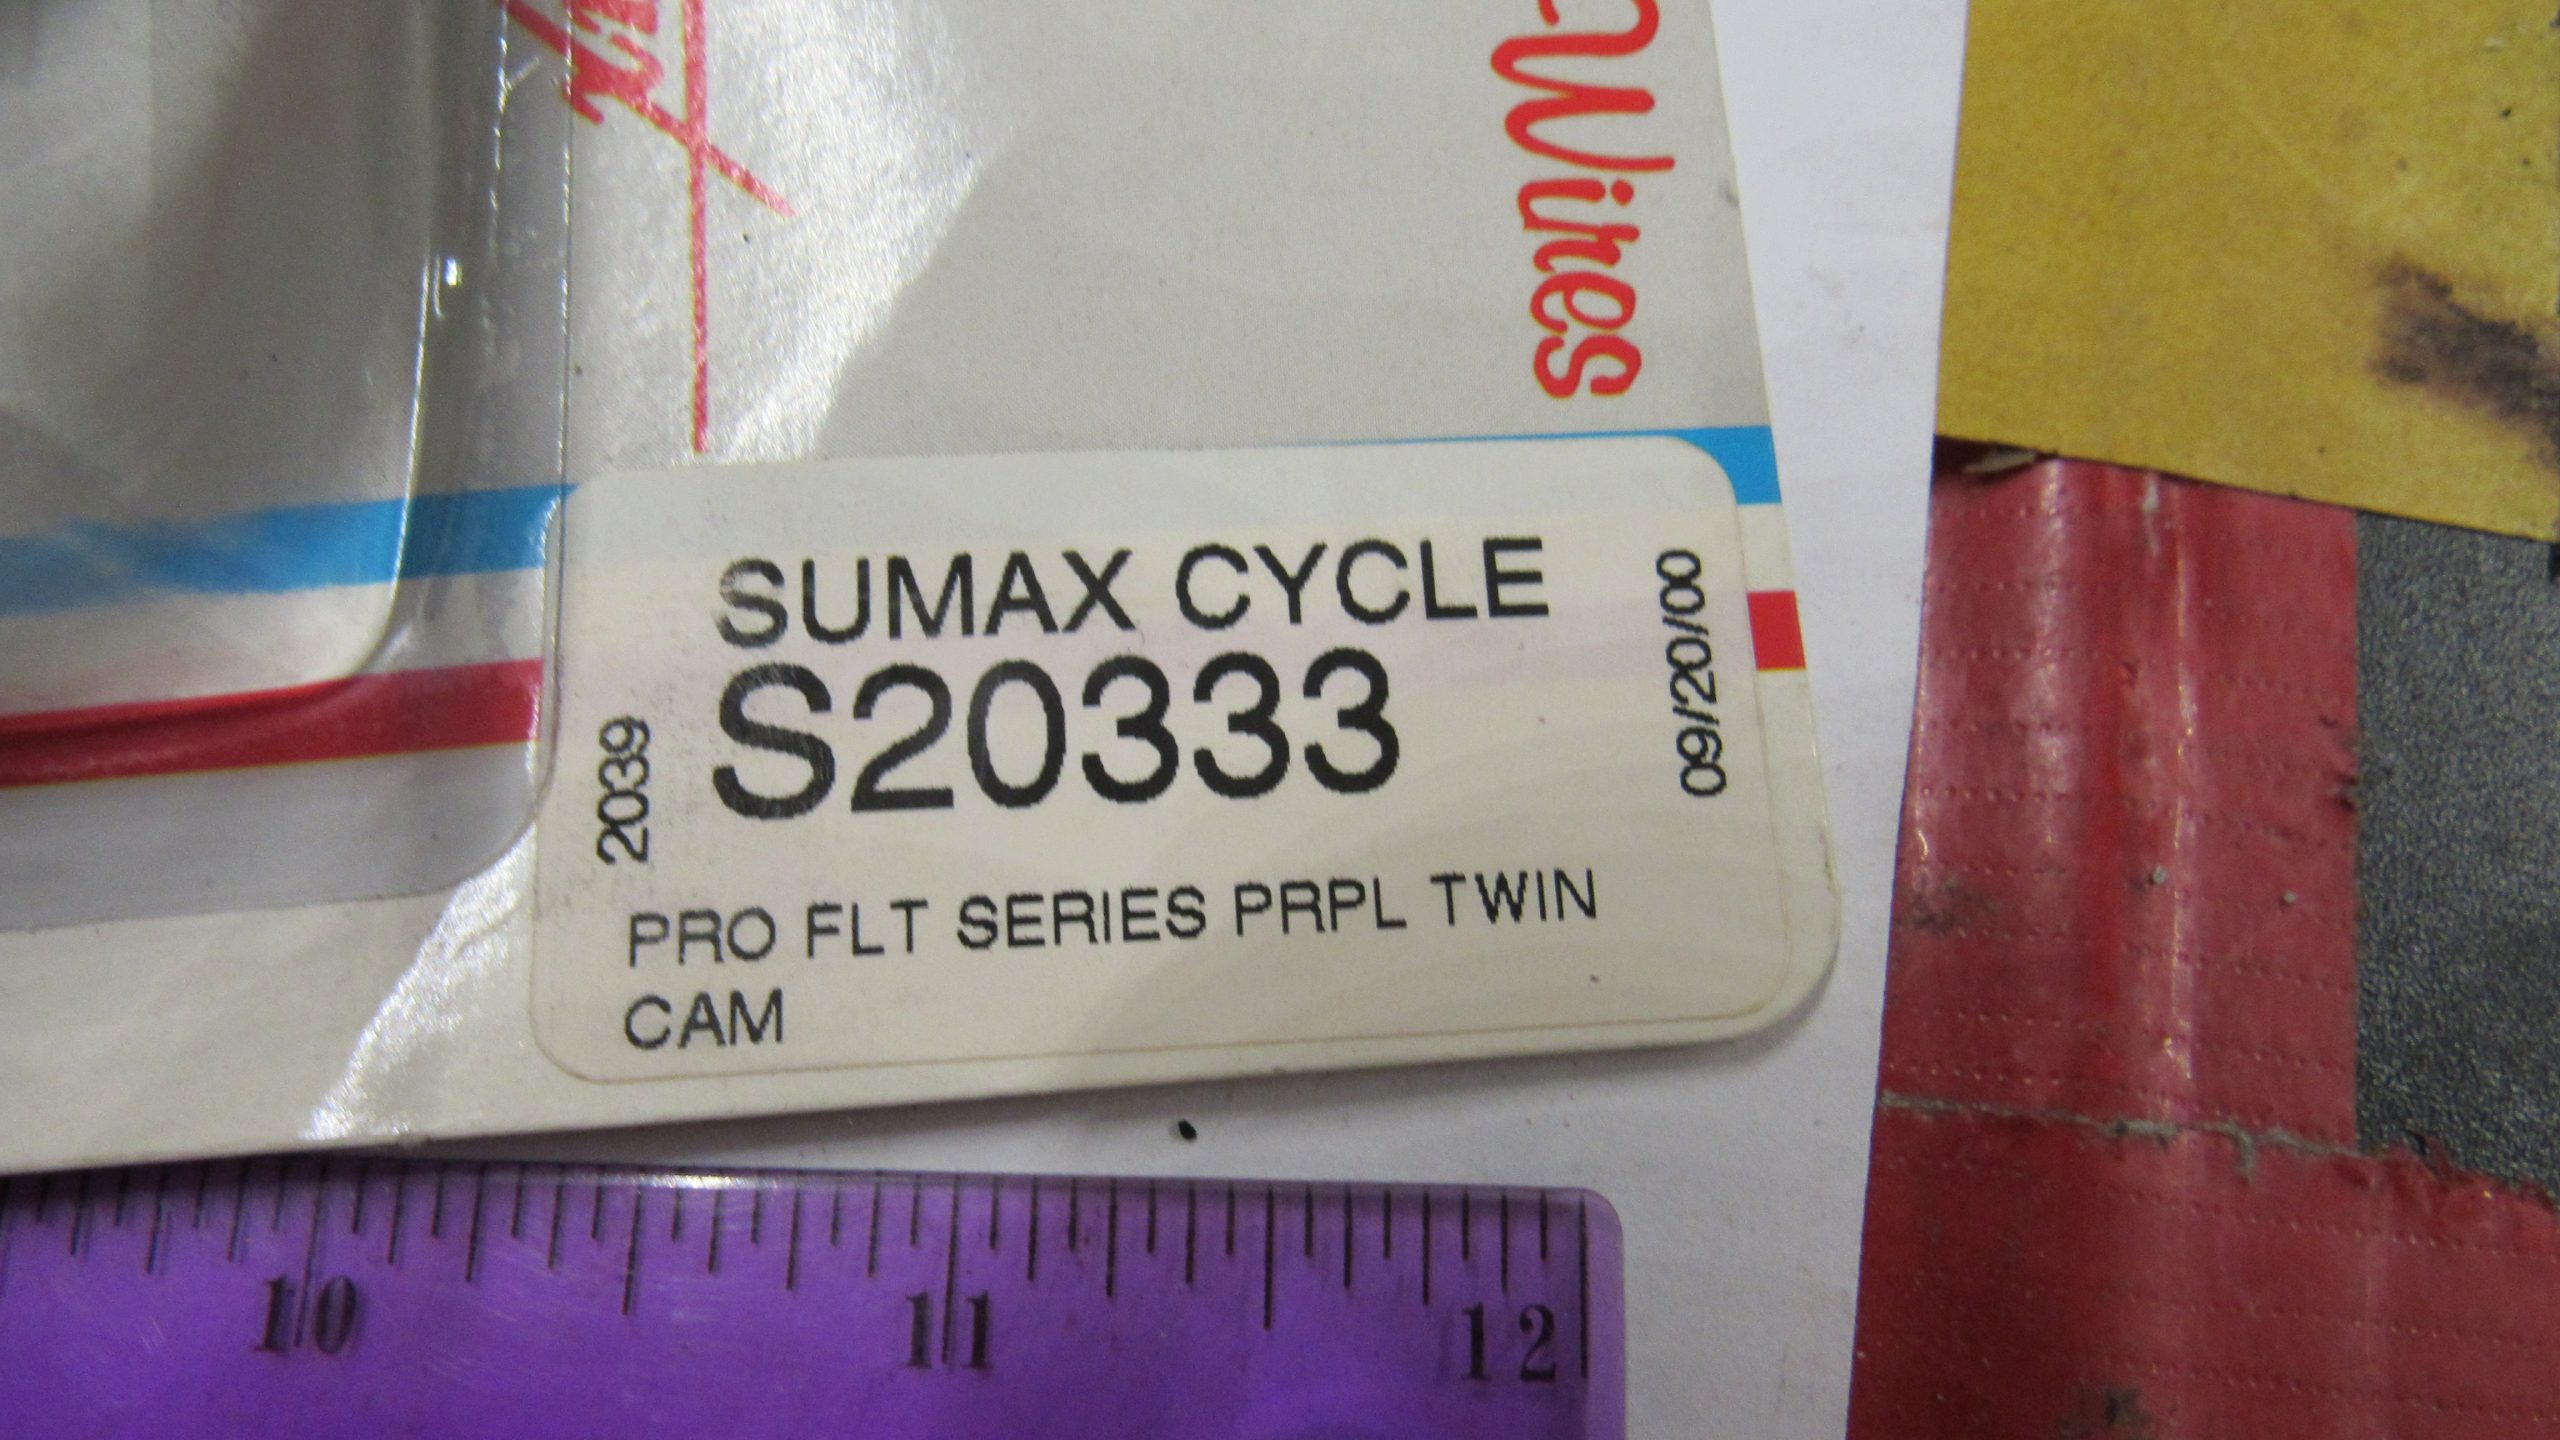 Wires
SUMAX CYCLE
S20333
2039
09/20/00
PRO FLT SERIES PRPL TWIN
CAM
10
11
12